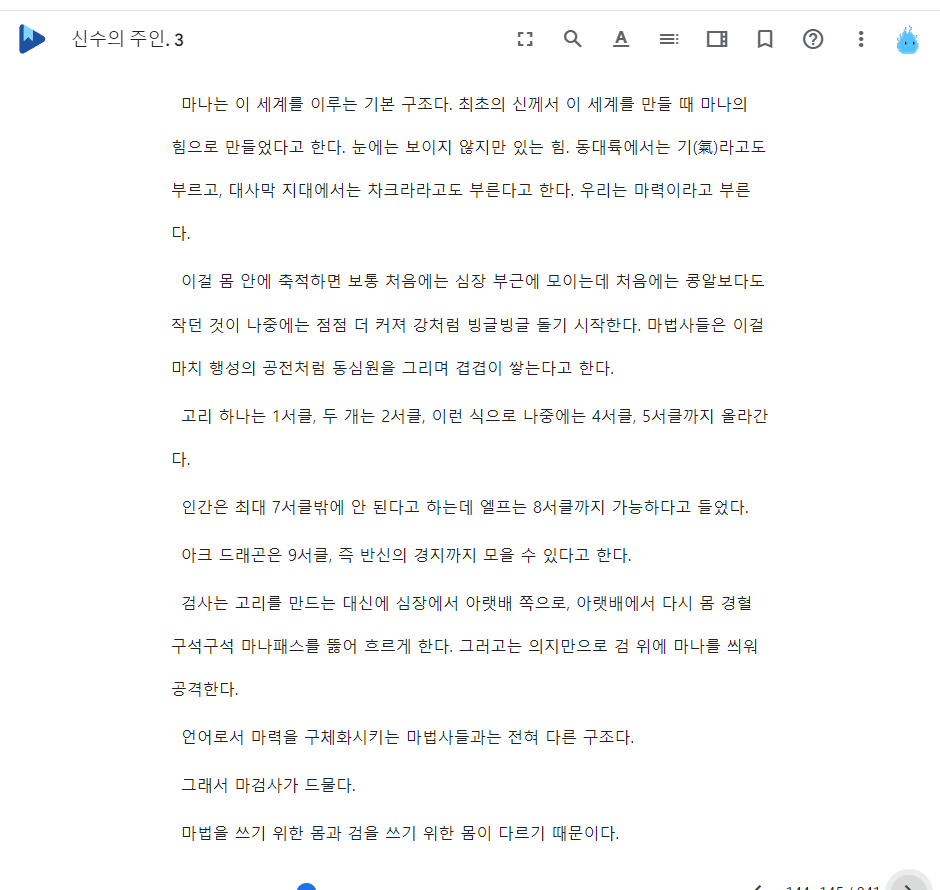 신수의 주인. 3
마나는 이 세계를 이루는 기본 구조다. 최초의 신께서 이 세계를 만들 때 마나의
힘으로 만들었다고 한다. 눈에는 보이지 않지만 있는 힘. 동대륙에서는 기(氣)라고도
부르고, 대사막 지대에서는 차크라라고도 부른다고 한다. 우리는 마력이라고 부른
다.
이걸 몸 안에 축적하면 보통 처음에는 심장 부근에 모이는데 처음에는 콩알보다도
작던 것이 나중에는 점점 더 커져 강처럼 빙글빙글 돌기 시작한다. 마법사들은 이걸
마치 행성의 공전처럼 동심원을 그리며 겹겹이 쌓는다고 한다.
고리 하나는 1서클, 두 개는 2서클, 이런 식으로 나중에는 4서클, 5서클까지 올라간
다.
인간은 최대 7서클밖에 안 된다고 하는데 엘프는 8서클까지 가능하다고 들었다.
아크 드래곤은 9서클, 즉 반신의 경지까지 모을 수 있다고 한다.
검사는 고리를 만드는 대신에 심장에서 아랫배 쪽으로, 아랫배에서 다시 몸 경혈
구석구석 마나패스를 뚫어 흐르게 한다. 그러고는 의지만으로 검 위에 마나를 씌워
공격한다.
언어로서 마력을 구체화시키는 마법사들과는 전혀 다른 구조다.
그래서 마검사가 드물다.
마법을 쓰기 위한 몸과 검을 쓰기 위한 몸이 다르기 때문이다.